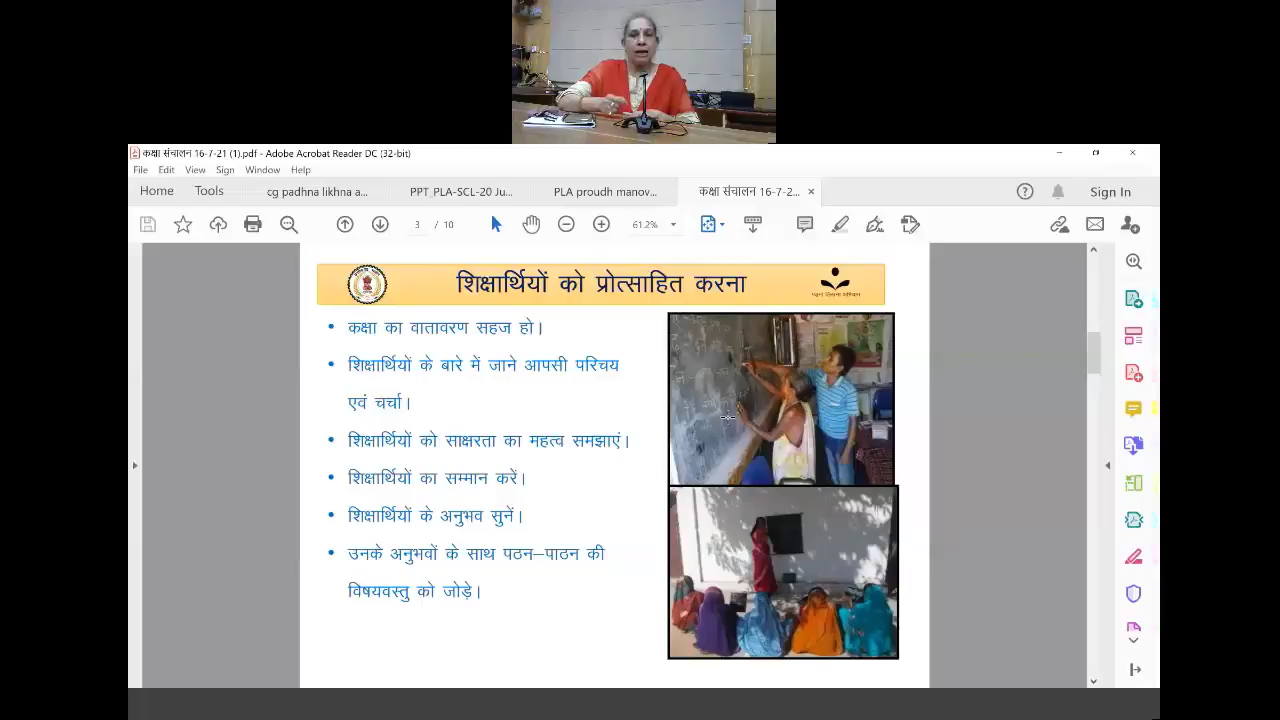 कक्षा संचालन 16-7-21 (1).pdf - Adobe Acrobat Reader DC (32-bit)
File Edit View Sign Window Help
Home Tools cg padhna likhna a... PPT_PLA-SCL-20 Ju... PLA proudh manov... कक्षा संचालन 16-7-2... Sign In
3 / 10 61.2%
शिक्षार्थियों को प्रोत्साहित करना
• कक्षा का वातावरण सहज हो।
• शिक्षार्थियों के बारे में जाने आपसी परिचय
एवं चर्चा।
• शिक्षार्थियों को साक्षरता का महत्व समझाएं।
• शिक्षार्थियों का सम्मान करें।
• शिक्षार्थियों के अनुभव सुनें।
• उनके अनुभवों के साथ पठन–पाठन की
विषयवस्तु को जोड़े।